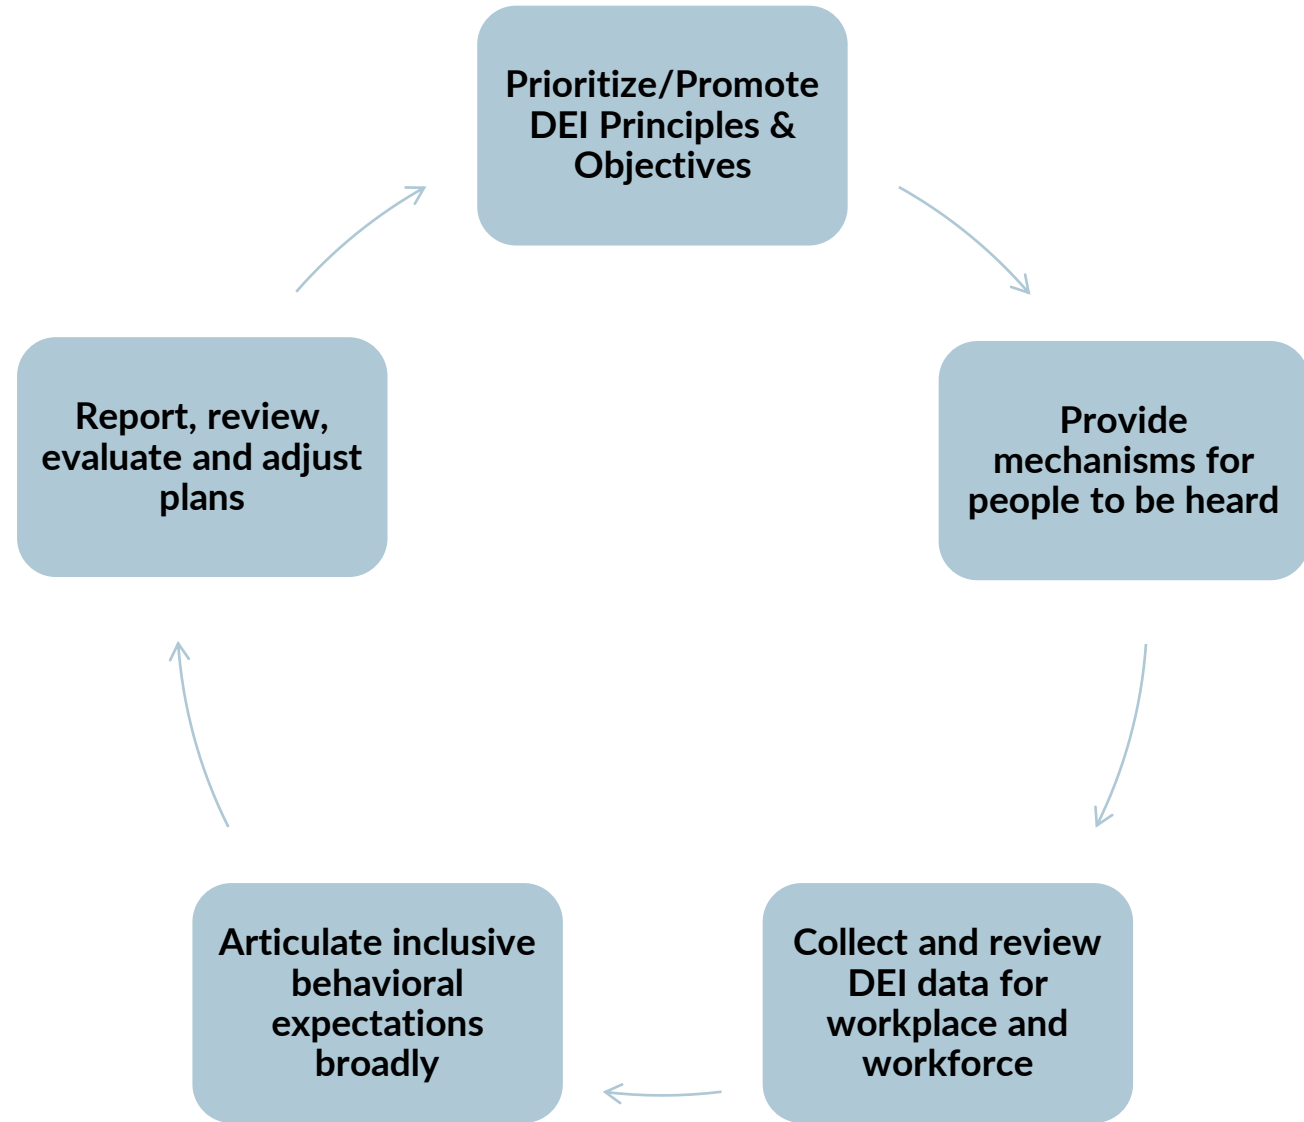 Prioritize/Promote
DEI Principles &
Objectives
Provide
mechanisms for
people to be heard
Collect and review
DEI data for
workplace and
workforce
Articulate inclusive
behavioral
expectations
broadly
Report, review,
evaluate and adjust
plans